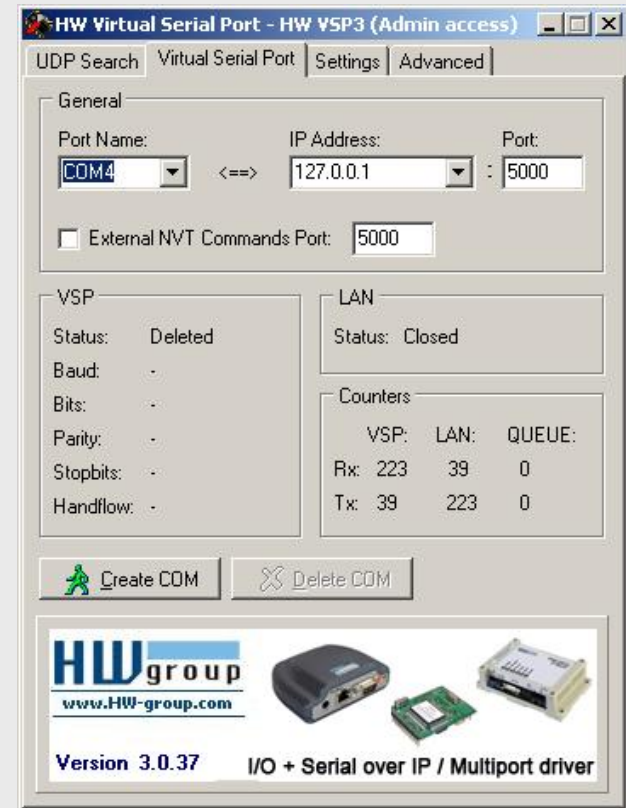 HW Virtual Serial Port - HW VSP3 (Admin access)
UDP Search Virtual Serial Port Settings Advanced
General
Port Name: IP Address: Port:
COM4 <==> 127.0.0.1 : 5000
External NVT Commands Port: 5000
VSP
Status: Deleted
Baud: -
Bits: -
Parity: -
Stopbits: -
Handflow: -
LAN
Status: Closed
Counters
VSP: LAN: QUEUE:
Rx: 223 39 0
Tx: 39 223 0
Create COM Delete COM
HW group
www.HW-group.com
Version 3.0.37
I/O + Serial over IP / Multiport driver